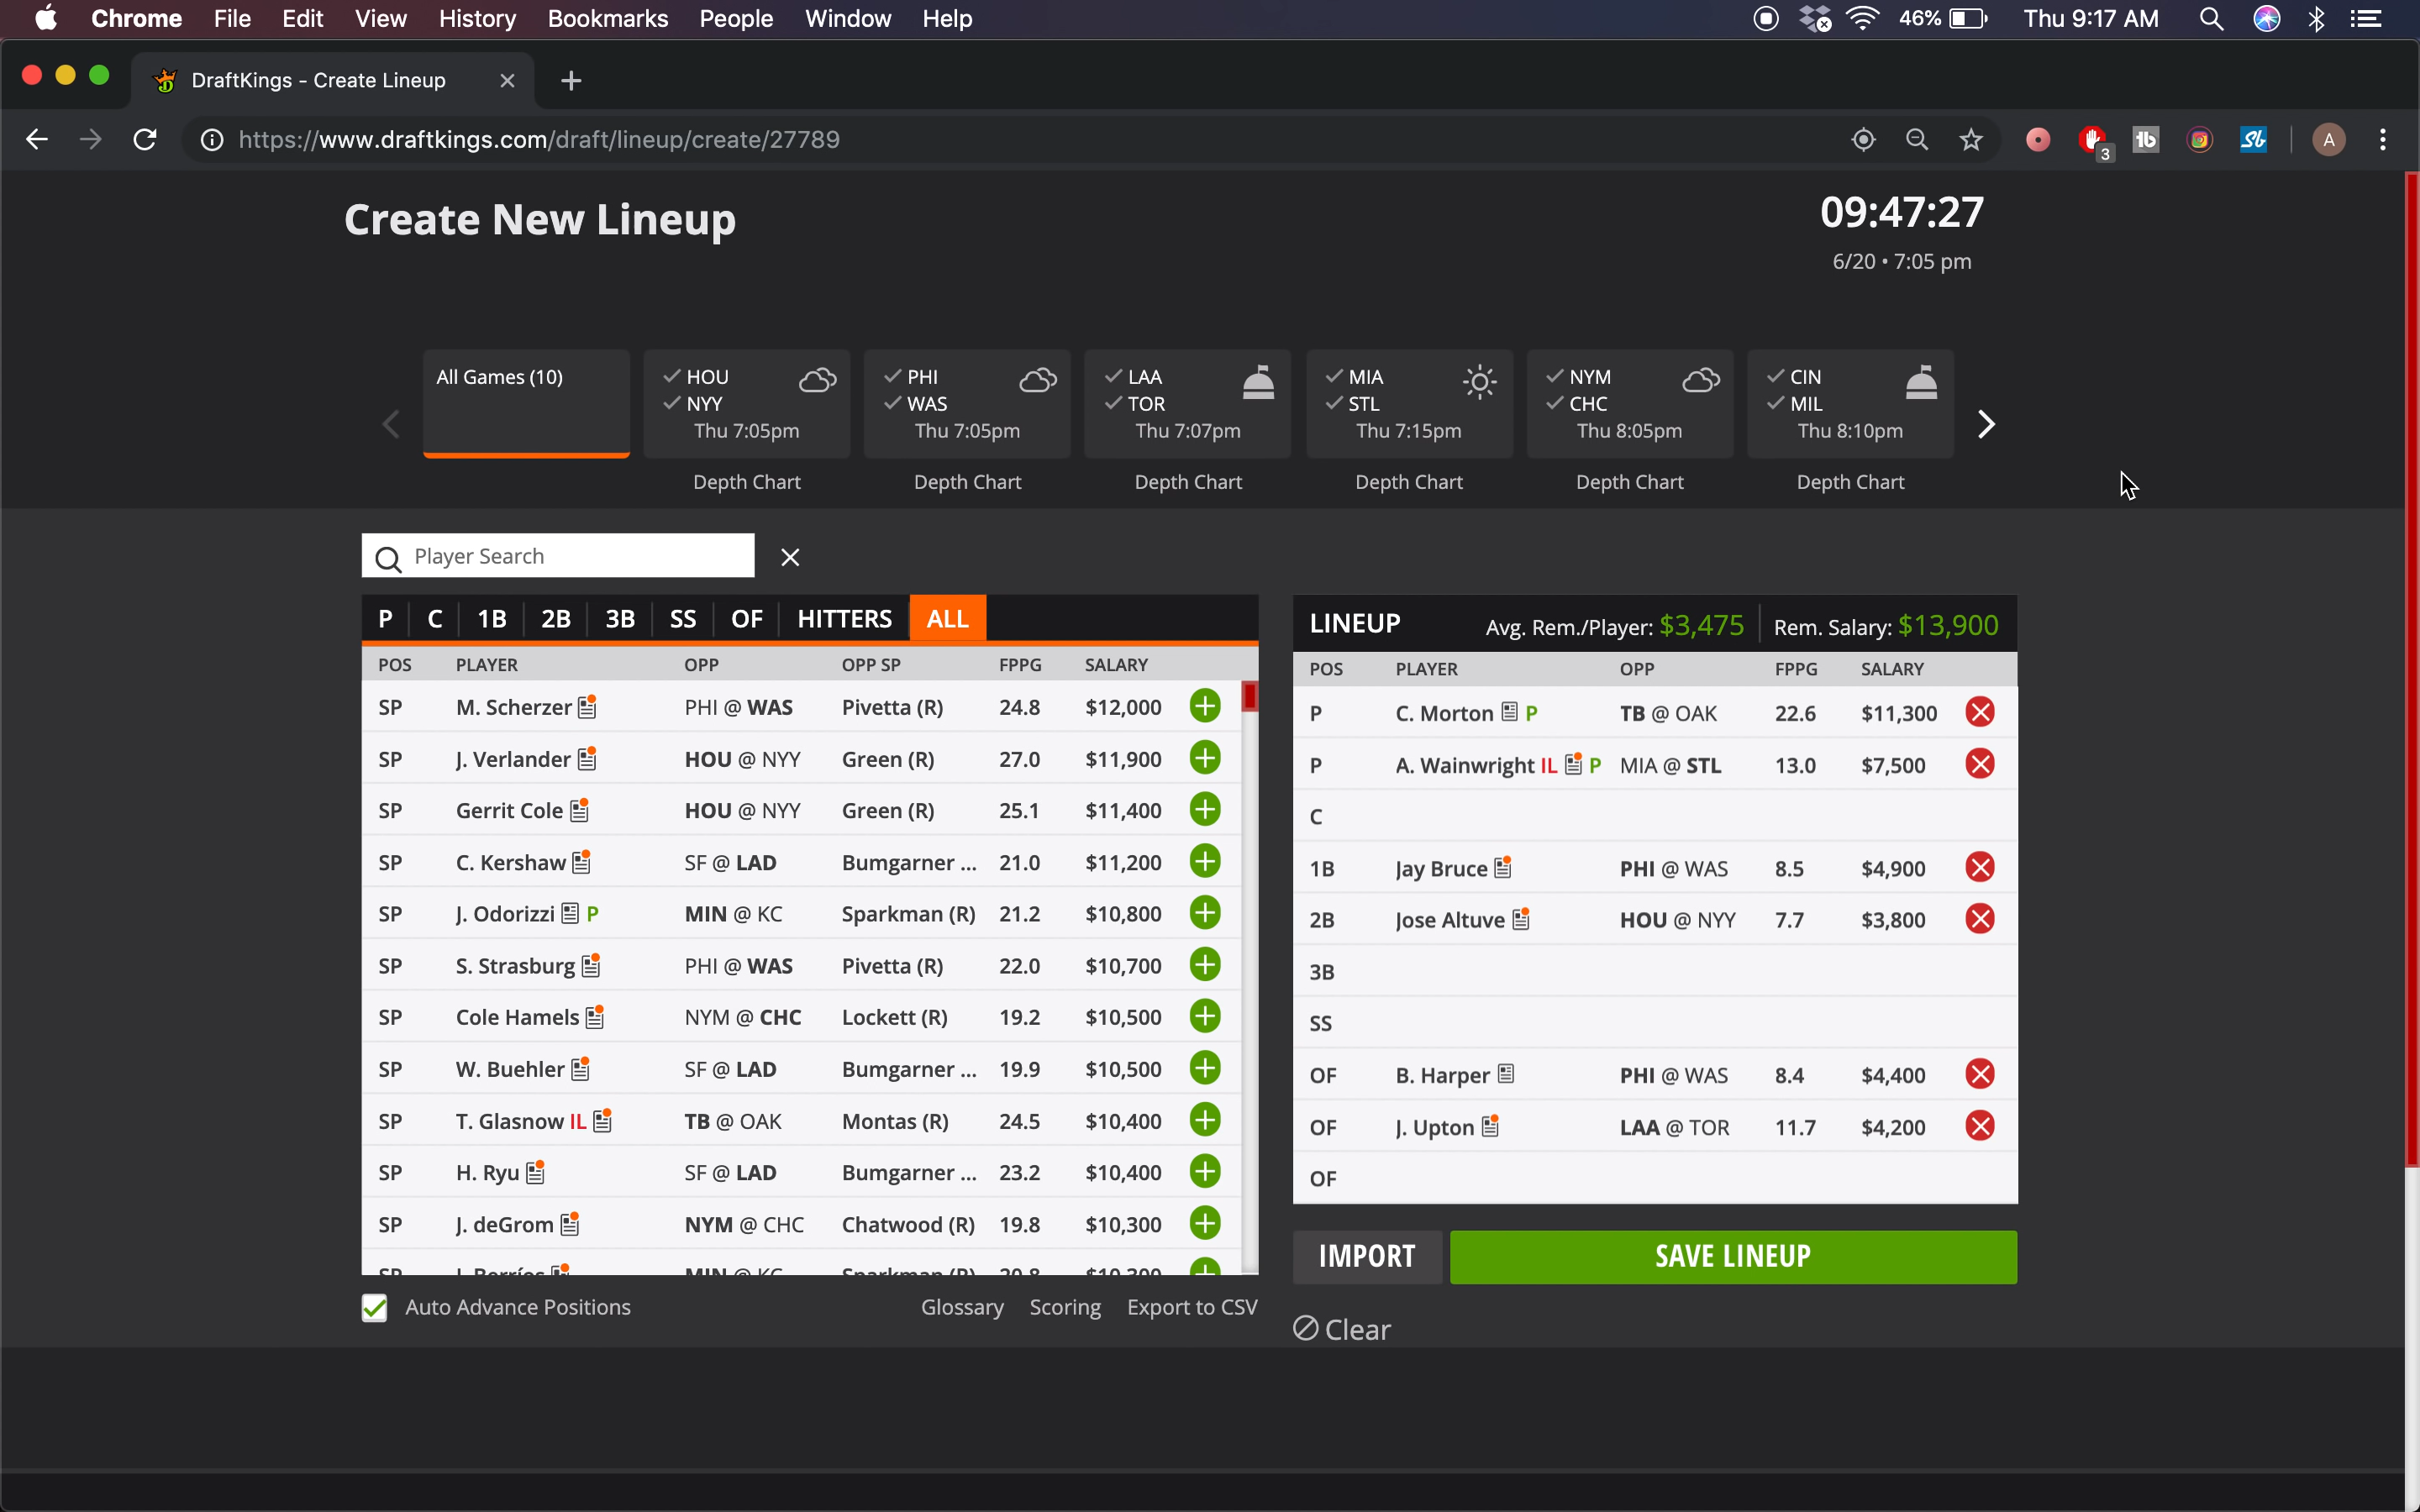 Chrome File Edit View History Bookmarks People Window Help 46% Thu 9:17 AM
DraftKings - Create Lineup
https://www.draftkings.com/draft/lineup/create/27789 3 tb Sb A
Create New Lineup
09:47:27
6/20 • 7:05 pm
All Games (10)
HOU
NYY
Thu 7:05pm
Depth Chart
PHI
WAS
Thu 7:05pm
Depth Chart
LAA
TOR
Thu 7:07pm
Depth Chart
MIA
STL
Thu 7:15pm
Depth Chart
NYM
CHC
Thu 8:05pm
Depth Chart
CIN
MIL
Thu 8:10pm
Depth Chart
Player Search
P C 1B 2B 3B SS OF HITTERS ALL
POS PLAYER OPP OPP SP FPPG SALARY
SP M. Scherzer PHI @ WAS Pivetta (R) 24.8 $12,000
SP J. Verlander HOU @ NYY Green (R) 27.0 $11,900
SP Gerrit Cole HOU @ NYY Green (R) 25.1 $11,400
SP C. Kershaw SF @ LAD Bumgarner ... 21.0 $11,200
SP J. Odorizzi P MIN @ KC Sparkman (R) 21.2 $10,800
SP S. Strasburg PHI @ WAS Pivetta (R) 22.0 $10,700
SP Cole Hamels NYM @ CHC Lockett (R) 19.2 $10,500
SP W. Buehler SF @ LAD Bumgarner ... 19.9 $10,500
SP T. Glasnow IL TB @ OAK Montas (R) 24.5 $10,400
SP H. Ryu SF @ LAD Bumgarner ... 23.2 $10,400
SP J. deGrom NYM @ CHC Chatwood (R) 19.8 $10,300
SP J. Berríos MIN @ KC Sparkman (R) 20.8 $10,300
Auto Advance Positions Glossary Scoring Export to CSV
LINEUP Avg. Rem./Player: $3,475 Rem. Salary: $13,900
POS PLAYER OPP FPPG SALARY
P C. Morton P TB @ OAK 22.6 $11,300
P A. Wainwright IL P MIA @ STL 13.0 $7,500
C
1B Jay Bruce PHI @ WAS 8.5 $4,900
2B Jose Altuve HOU @ NYY 7.7 $3,800
3B
SS
OF B. Harper PHI @ WAS 8.4 $4,400
OF J. Upton LAA @ TOR 11.7 $4,200
OF
IMPORT SAVE LINEUP
Clear